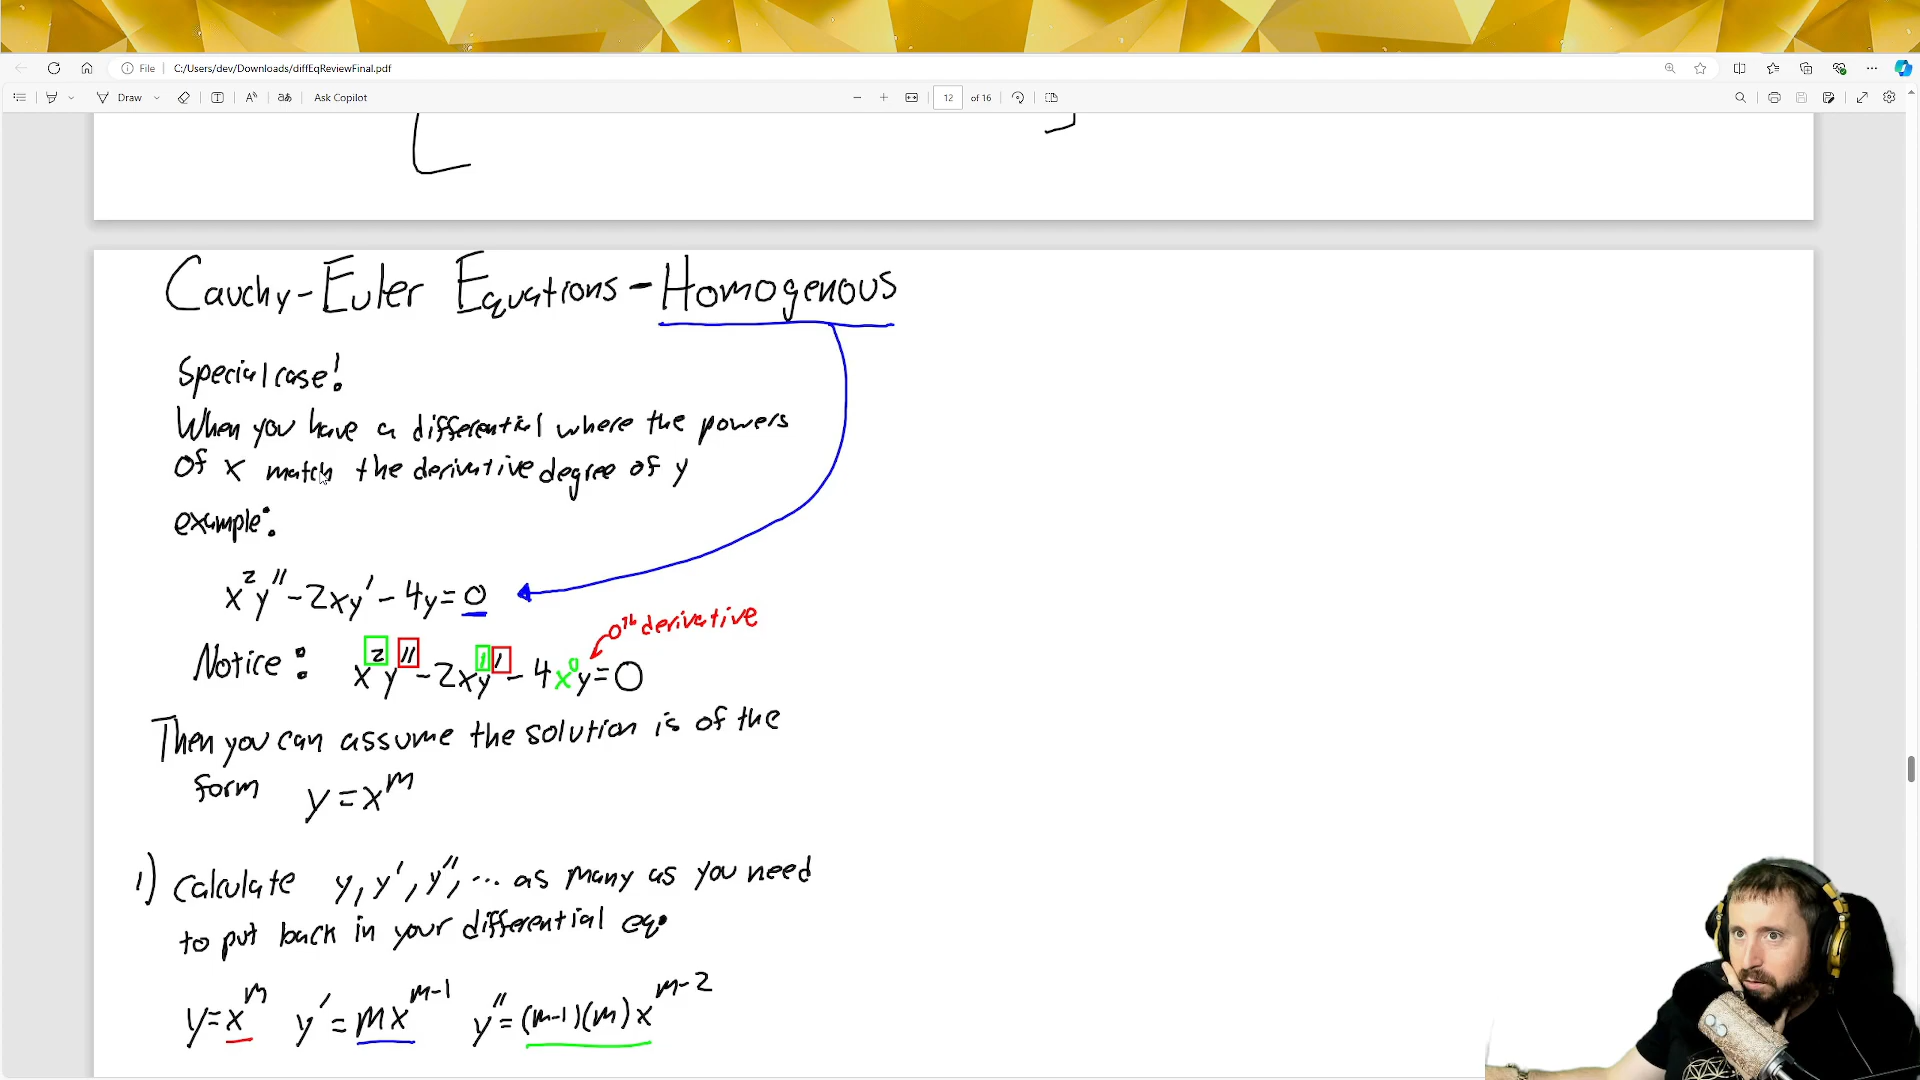 File
C:/Users/dev/Downloads/diffEqReviewFinal.pdf
Draw
Ask Copilot
12
of 16
Cauchy-Euler Equations - Homogenous
Special case!
When you have a differential where the powers
of x match the derivative degree of y
example:
x²y'' - 2xy' - 4y = 0
0th derivative
Notice: x²y'' - 2x¹y' - 4x⁰y = 0
Then you can assume the solution is of the
form y = x^m
1) Calculate y, y', y'', ... as many as you need
to put back in your differential eq.
y = x^m y' = mx^(m-1) y'' = (m-1)(m)x^(m-2)